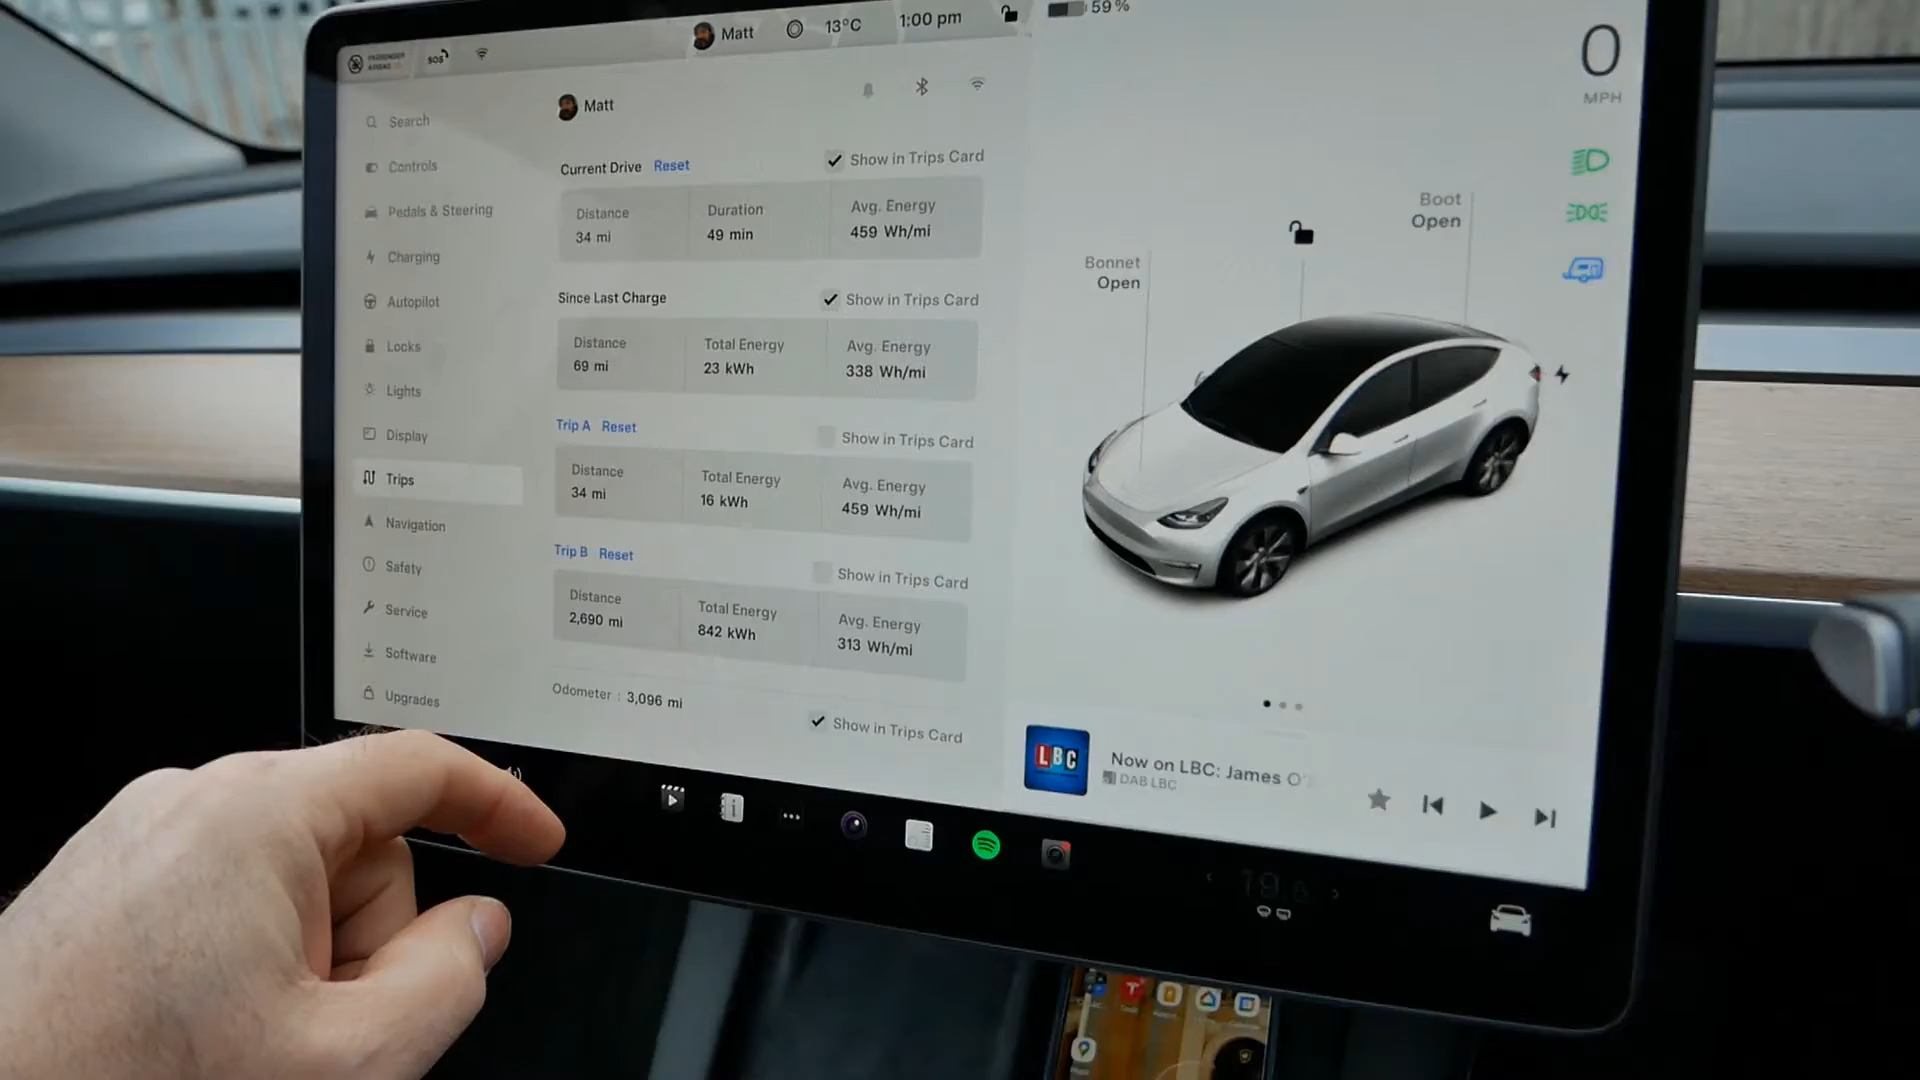 PASSENGER
AIRBAG
SOS
Matt
13°C
1:00 pm
59 %
Search
Controls
Pedals & Steering
Charging
Autopilot
Locks
Lights
Display
Trips
Navigation
Safety
Service
Software
Upgrades
Matt
Current Drive Reset
Show in Trips Card
Distance
34 mi
Duration
49 min
Avg. Energy
459 Wh/mi
Since Last Charge
Show in Trips Card
Distance
69 mi
Total Energy
23 kWh
Avg. Energy
338 Wh/mi
Trip A Reset
Show in Trips Card
Distance
34 mi
Total Energy
16 kWh
Avg. Energy
459 Wh/mi
Trip B Reset
Show in Trips Card
Distance
2,690 mi
Total Energy
842 kWh
Avg. Energy
313 Wh/mi
Odometer : 3,096 mi
Show in Trips Card
0
MPH
Boot
Open
Bonnet
Open
LBC
Now on LBC: James O'
DAB LBC